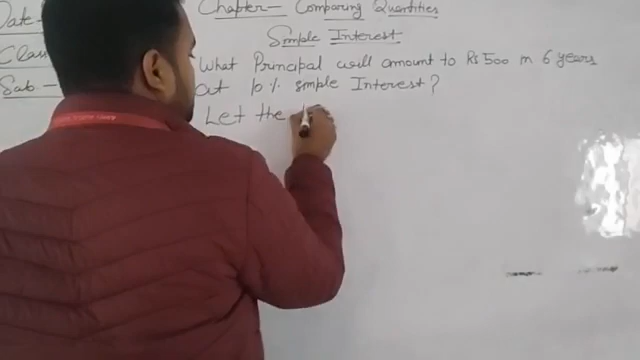 Date-
Chapter- Comparing Quantities
Clas
Simple Interest
Sub.-
What Principal will amount to Rs 500 in 6 years
at 10% simple Interest?
Let the